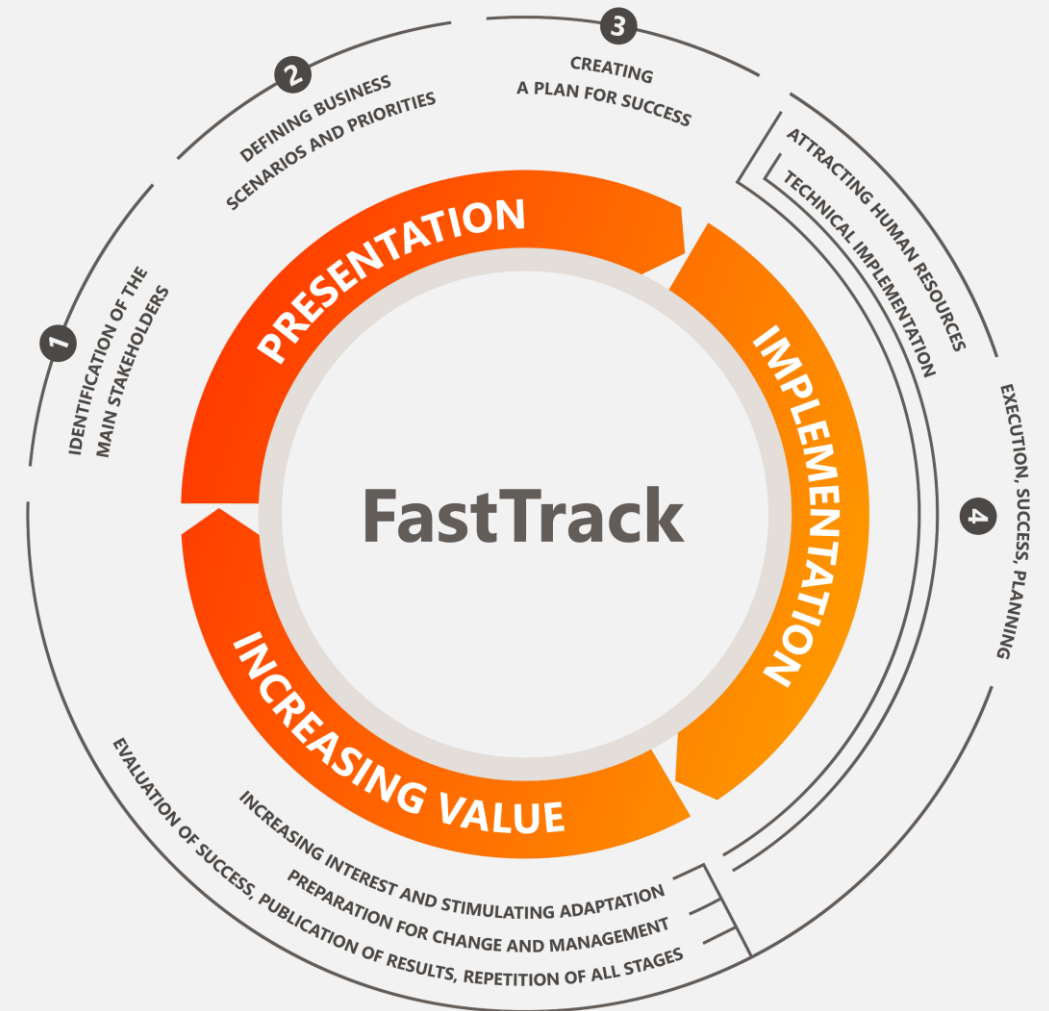 1
IDENTIFICATION OF THE
MAIN STAKEHOLDERS
2
DEFINING BUSINESS
SCENARIOS AND PRIORITIES
3
CREATING
A PLAN FOR SUCCESS
ATTRACTING HUMAN RESOURCES
TECHNICAL IMPLEMENTATION
4
EXECUTION, SUCCESS, PLANNING
PRESENTATION
IMPLEMENTATION
INCREASING VALUE
FastTrack
INCREASING INTEREST AND STIMULATING ADAPTATION
PREPARATION FOR CHANGE AND MANAGEMENT
EVALUATION OF SUCCESS, PUBLICATION OF RESULTS, REPETITION OF ALL STAGES